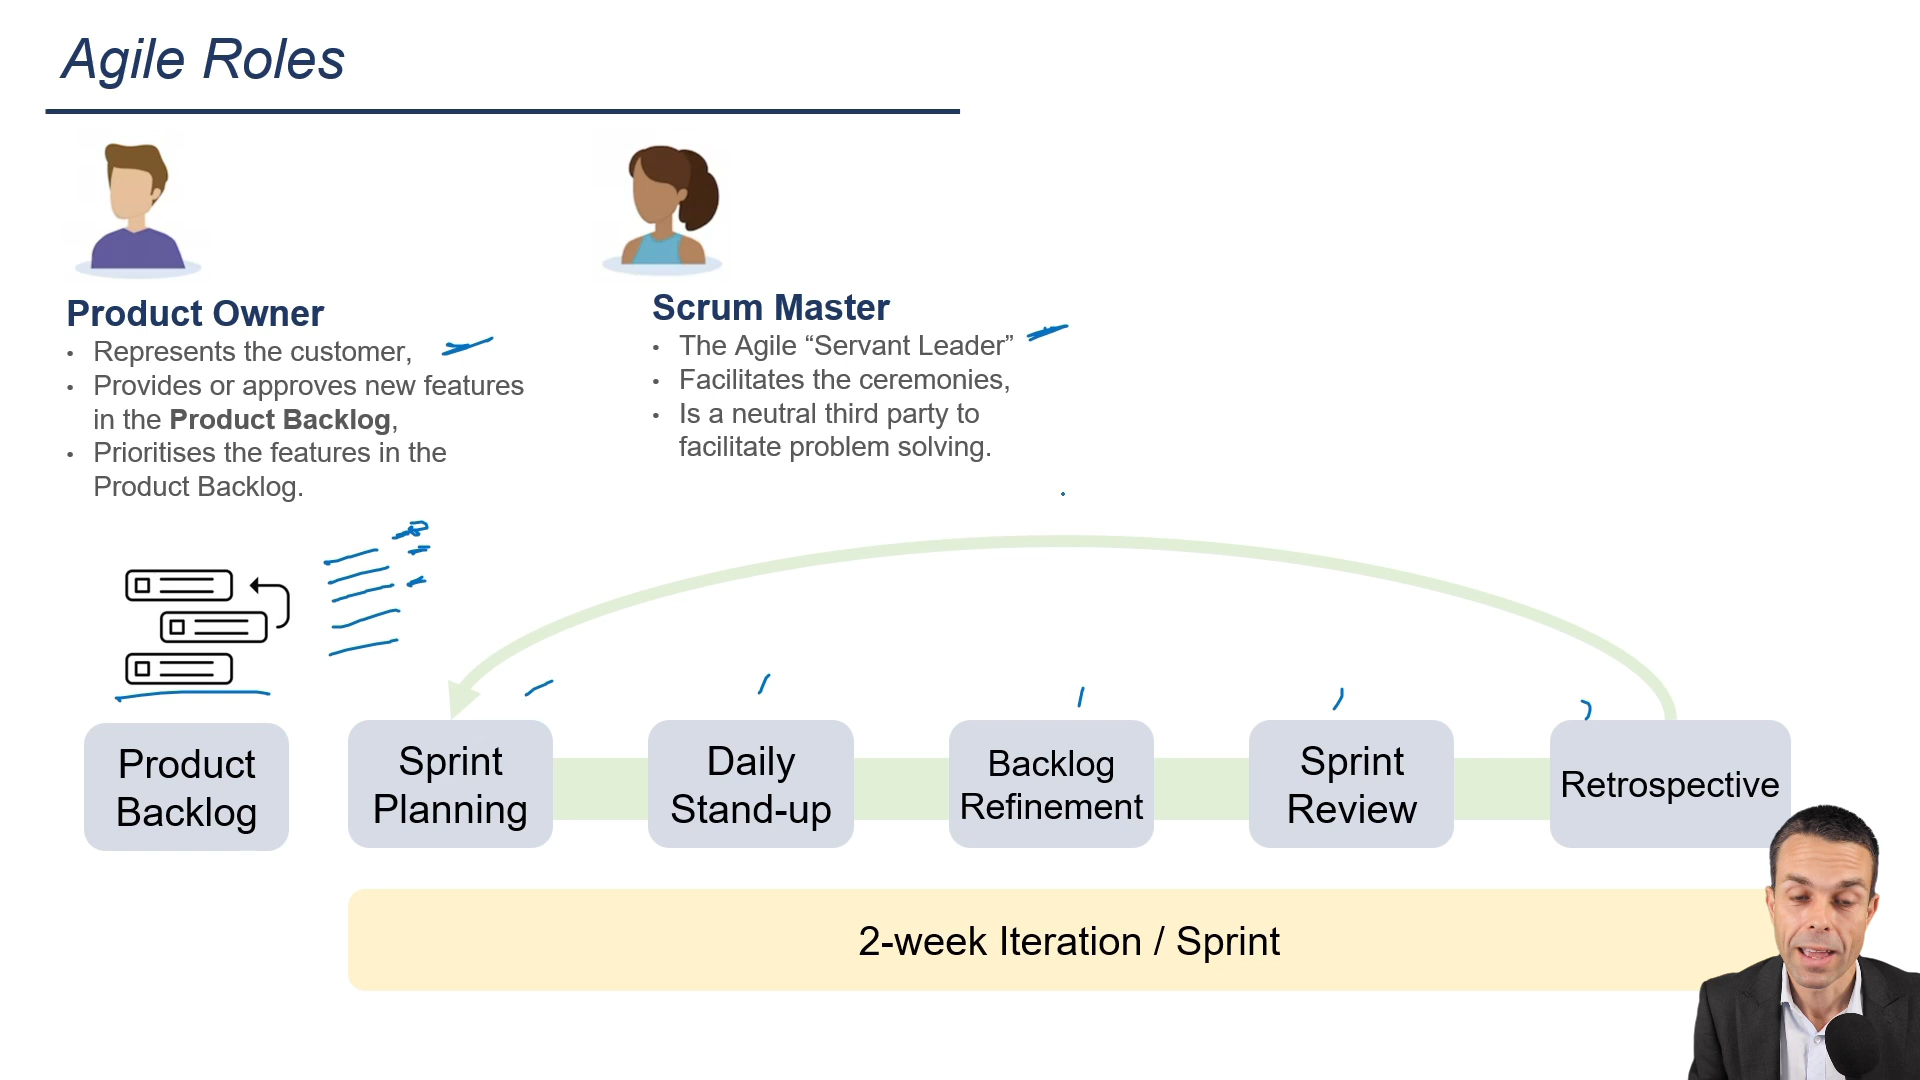 Agile Roles
Product Owner
• Represents the customer,
• Provides or approves new features
in the Product Backlog,
• Prioritises the features in the
Product Backlog.
Scrum Master
• The Agile “Servant Leader”
• Facilitates the ceremonies,
• Is a neutral third party to
facilitate problem solving.
Product
Backlog
Sprint
Planning
Daily
Stand-up
Backlog
Refinement
Sprint
Review
Retrospective
2-week Iteration / Sprint